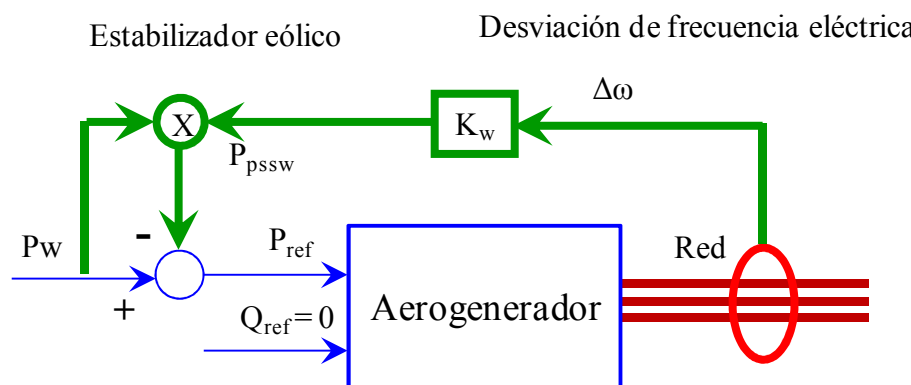 Estabilizador eólico
Desviación de frecuencia eléctrica
Δω
X
K_w
P_pssw
Pw
-
+
P_ref
Q_ref = 0
Aerogenerador
Red